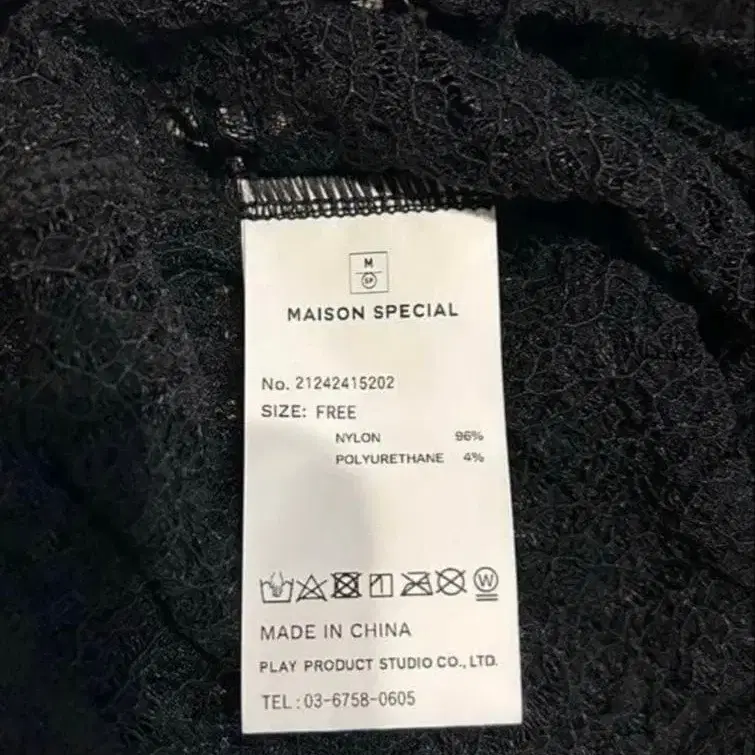 M
SP
MAISON SPECIAL
No. 21242415202
SIZE: FREE
NYLON 96%
POLYURETHANE 4%
W
MADE IN CHINA
PLAY PRODUCT STUDIO CO., LTD.
TEL:03-6758-0605